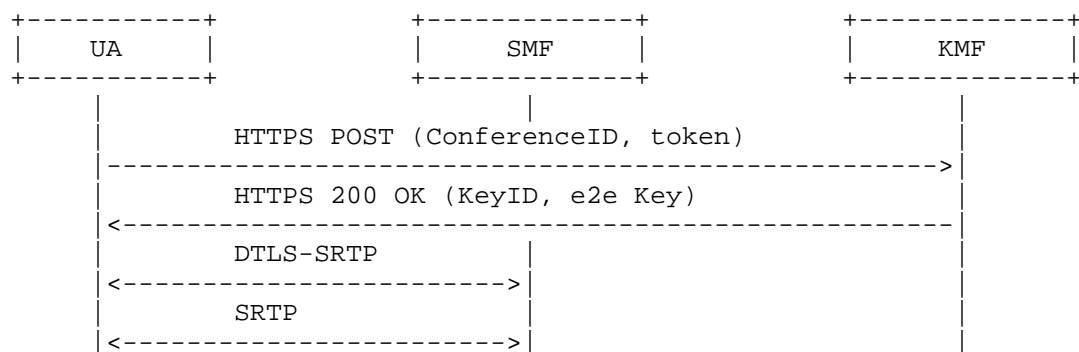 UA SMF KMF
HTTPS POST (ConferenceID, token)
HTTPS 200 OK (KeyID, e2e Key)
DTLS-SRTP
SRTP